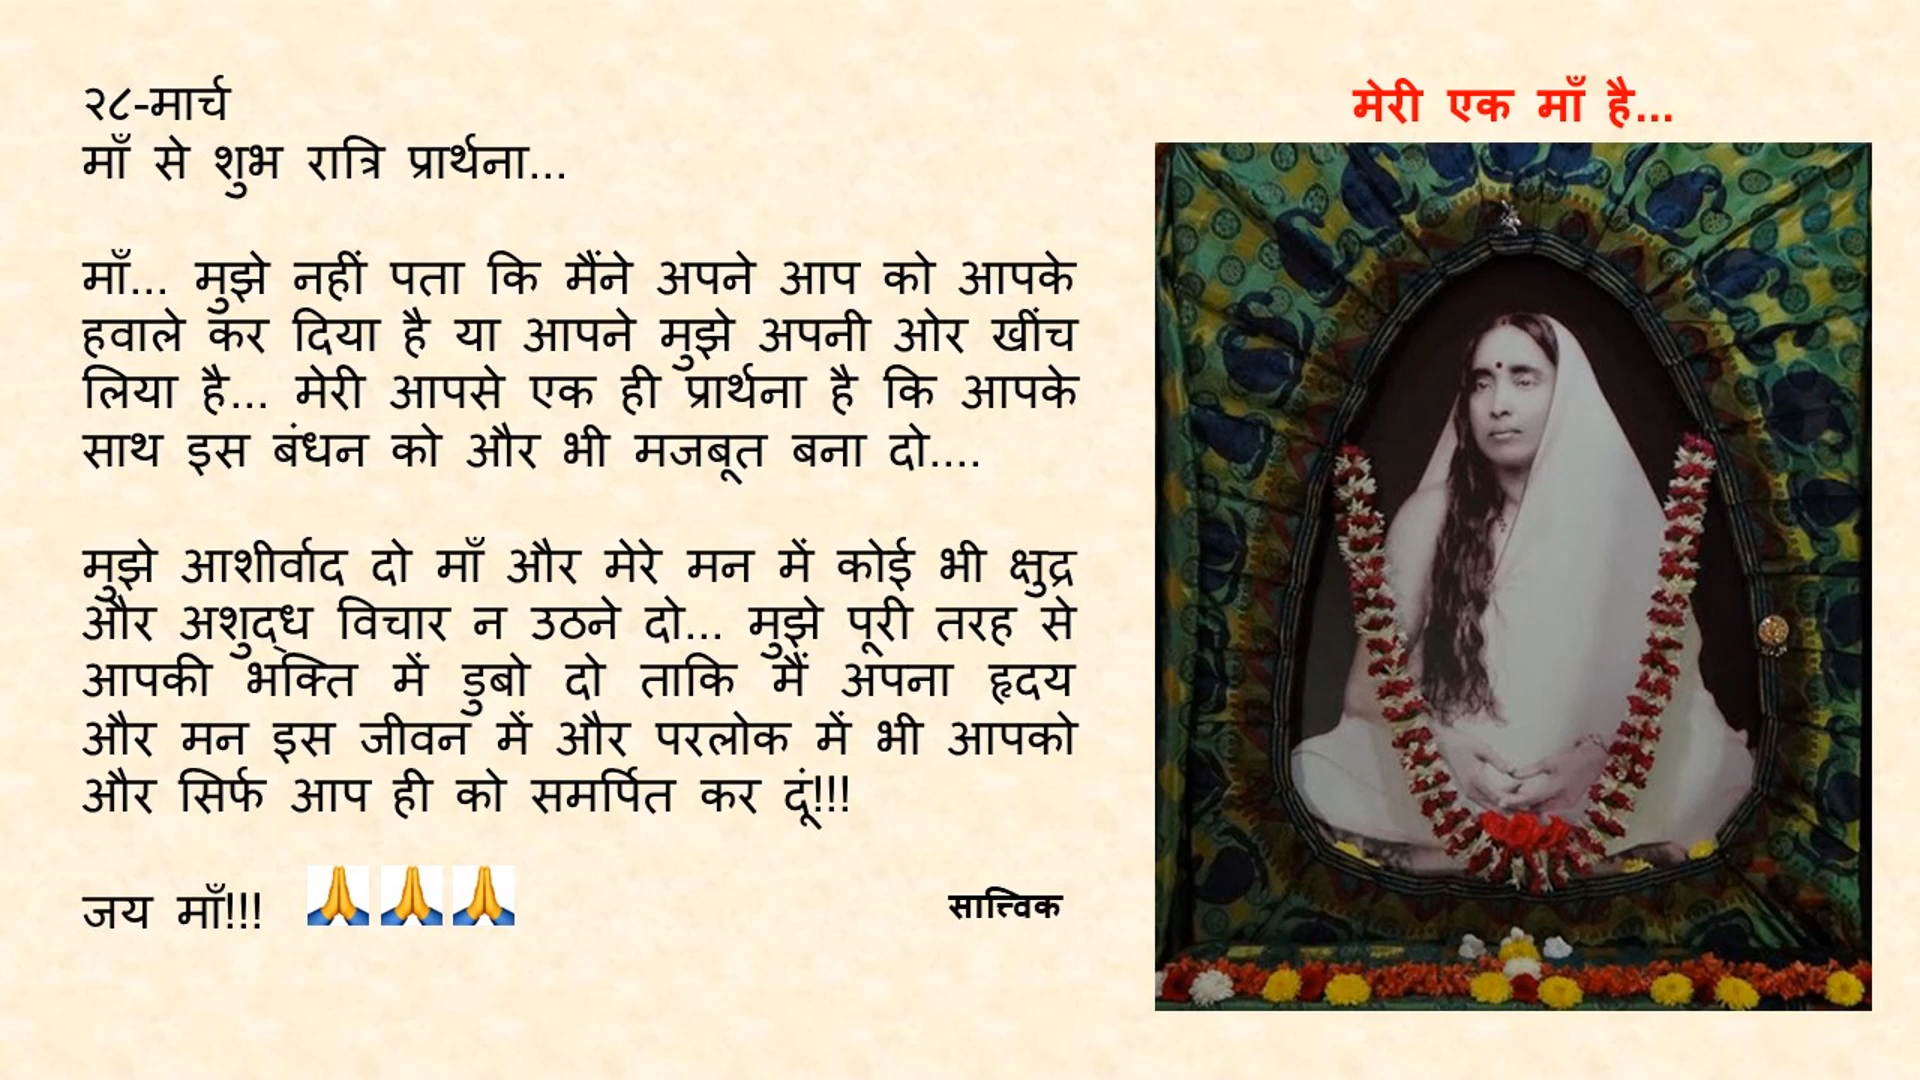 २८-मार्च
माँ से शुभ रात्रि प्रार्थना...
माँ... मुझे नहीं पता कि मैंने अपने आप को आपके
हवाले कर दिया है या आपने मुझे अपनी ओर खींच
लिया है... मेरी आपसे एक ही प्रार्थना है कि आपके
साथ इस बंधन को और भी मजबूत बना दो....
मुझे आशीर्वाद दो माँ और मेरे मन में कोई भी क्षुद्र
और अशुद्ध विचार न उठने दो... मुझे पूरी तरह से
आपकी भक्ति में डुबो दो ताकि मैं अपना हृदय
और मन इस जीवन में और परलोक में भी आपको
और सिर्फ आप ही को समर्पित कर दूं!!!
जय माँ!!! 🙏🙏🙏
सात्त्विक
मेरी एक माँ है...